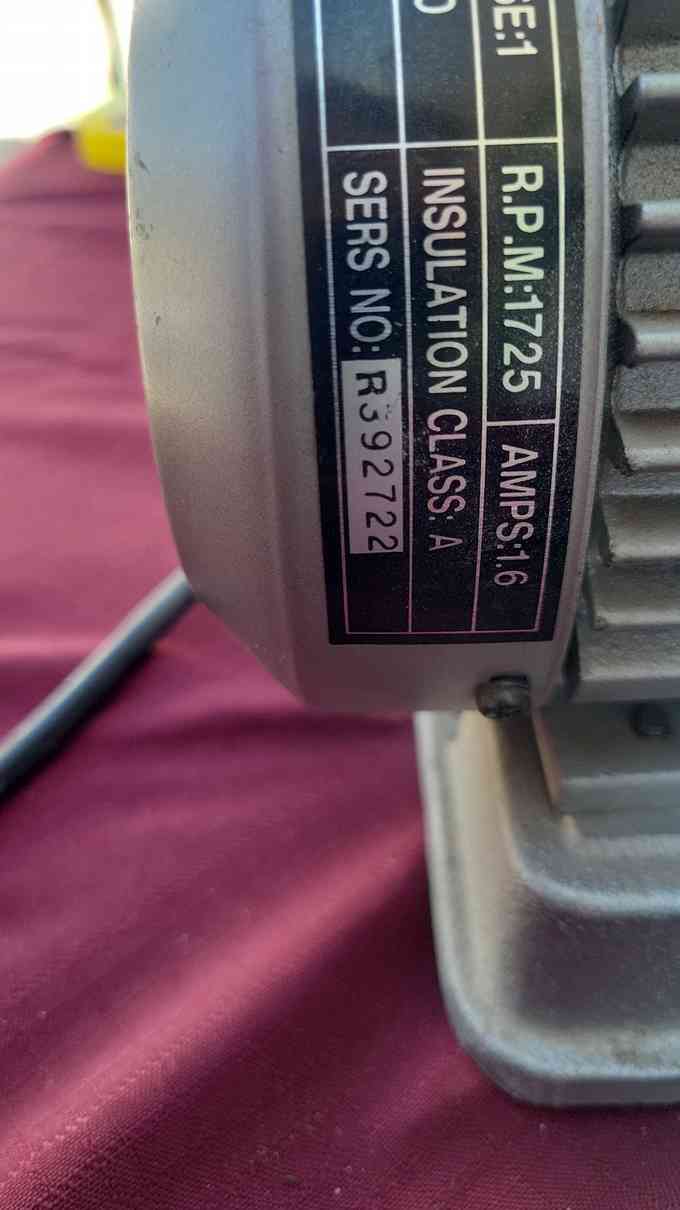 SE:1
R.P.M:1725 AMPS:1.6
INSULATION CLASS: A
SERS NO: R392722